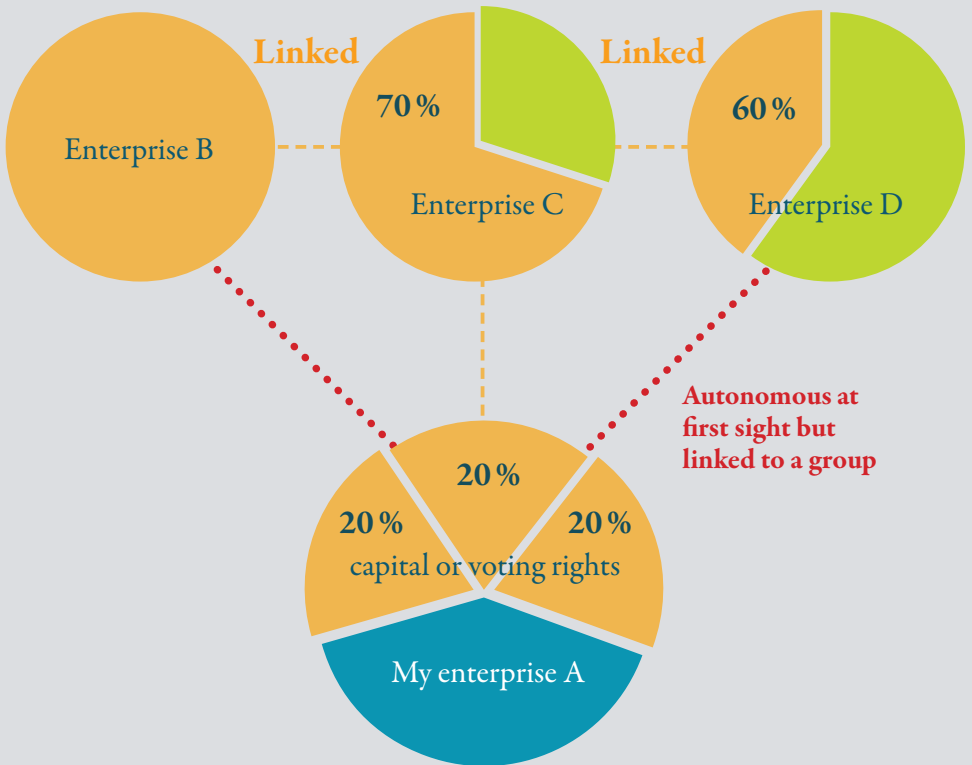 Linked
Linked
70 %
60 %
Enterprise B
Enterprise C
Enterprise D
Autonomous at
first sight but
linked to a group
20 %
20 %
20 %
capital or voting rights
My enterprise A